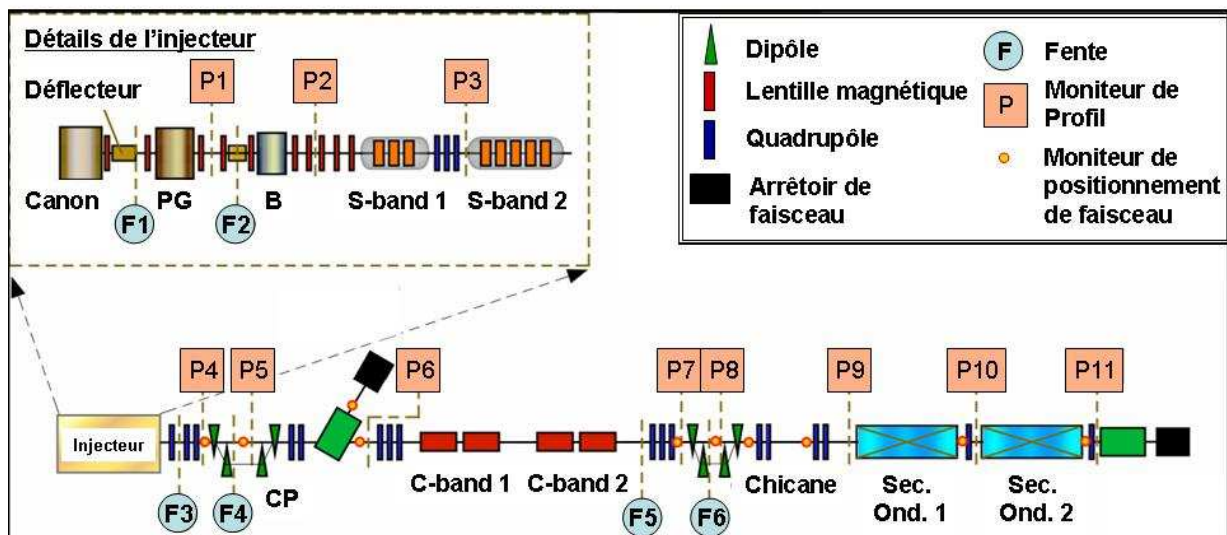 Détails de l'injecteur
Déflecteur
P1
P2
P3
Canon
PG
B
S-band 1
S-band 2
F1
F2
Dipôle
Lentille magnétique
Quadrupôle
Arrêtoir de
faisceau
F
Fente
P
Moniteur de
Profil
Moniteur de
positionnement
de faisceau
P4
P5
P6
P7
P8
P9
P10
P11
Injecteur
CP
C-band 1
C-band 2
Chicane
Sec.
Ond. 1
Sec.
Ond. 2
F3
F4
F5
F6